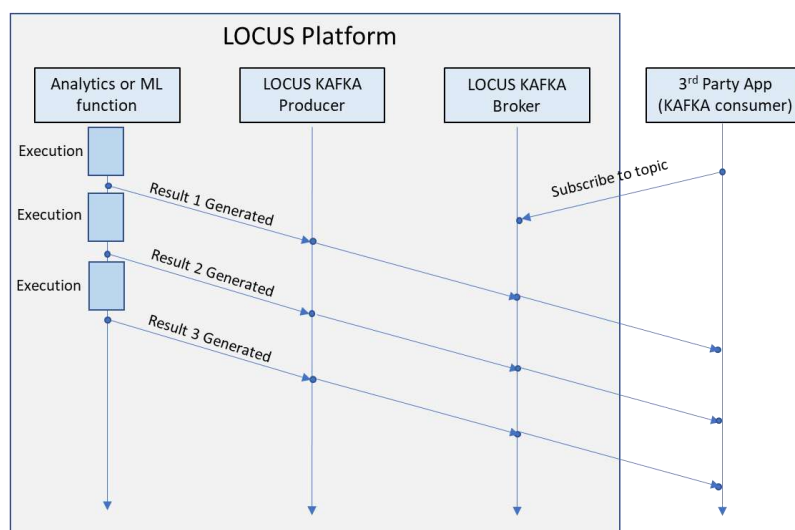 LOCUS Platform
Analytics or ML
function
LOCUS KAFKA
Producer
LOCUS KAFKA
Broker
3rd Party App
(KAFKA consumer)
Execution
Subscribe to topic
Result 1 Generated
Execution
Result 2 Generated
Execution
Result 3 Generated